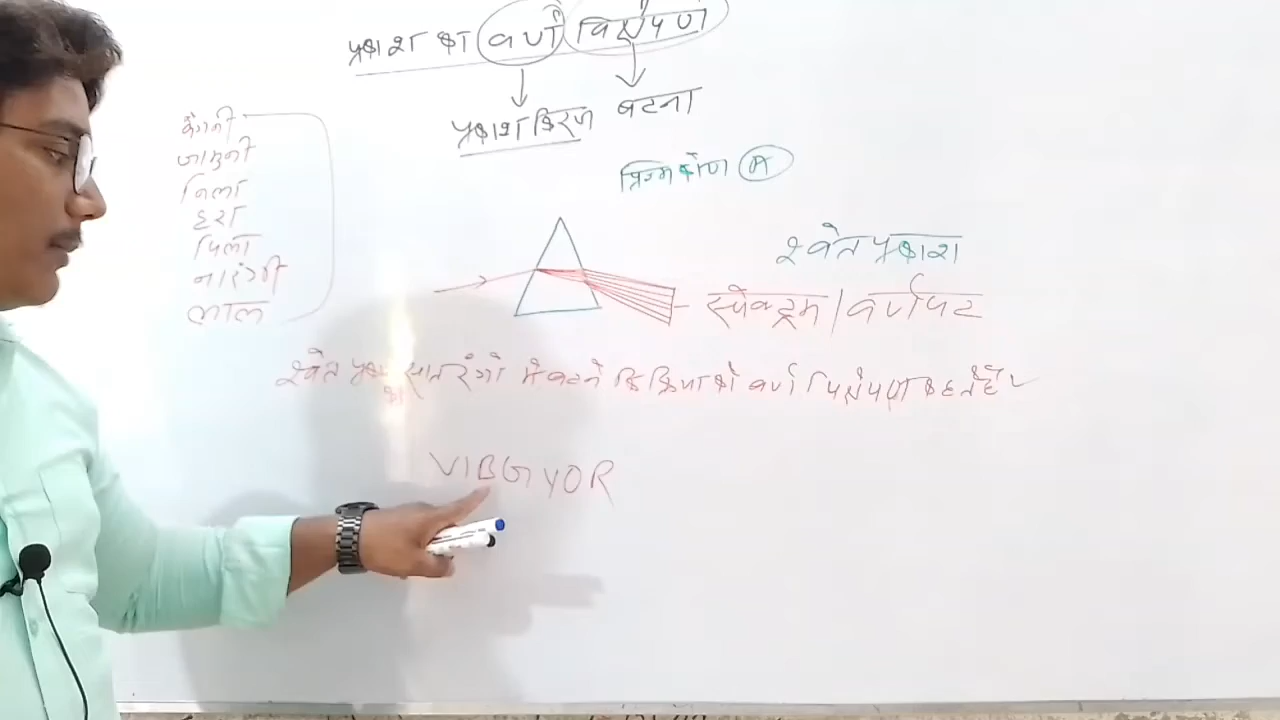 प्रकाश का वर्ण विक्षेपण
प्रकाश किरण बटना
प्रिज्म कोण A
बैगनी
जामुनी
निला
हरा
पिला
नारंगी
लाल
श्वेत प्रकाश
स्पेक्ट्रम/वर्णपट
श्वेत प्रकाश का सात रंगो मे बटने कि क्रिया को वर्ण विक्षेपण कहते है
VIBGYOR